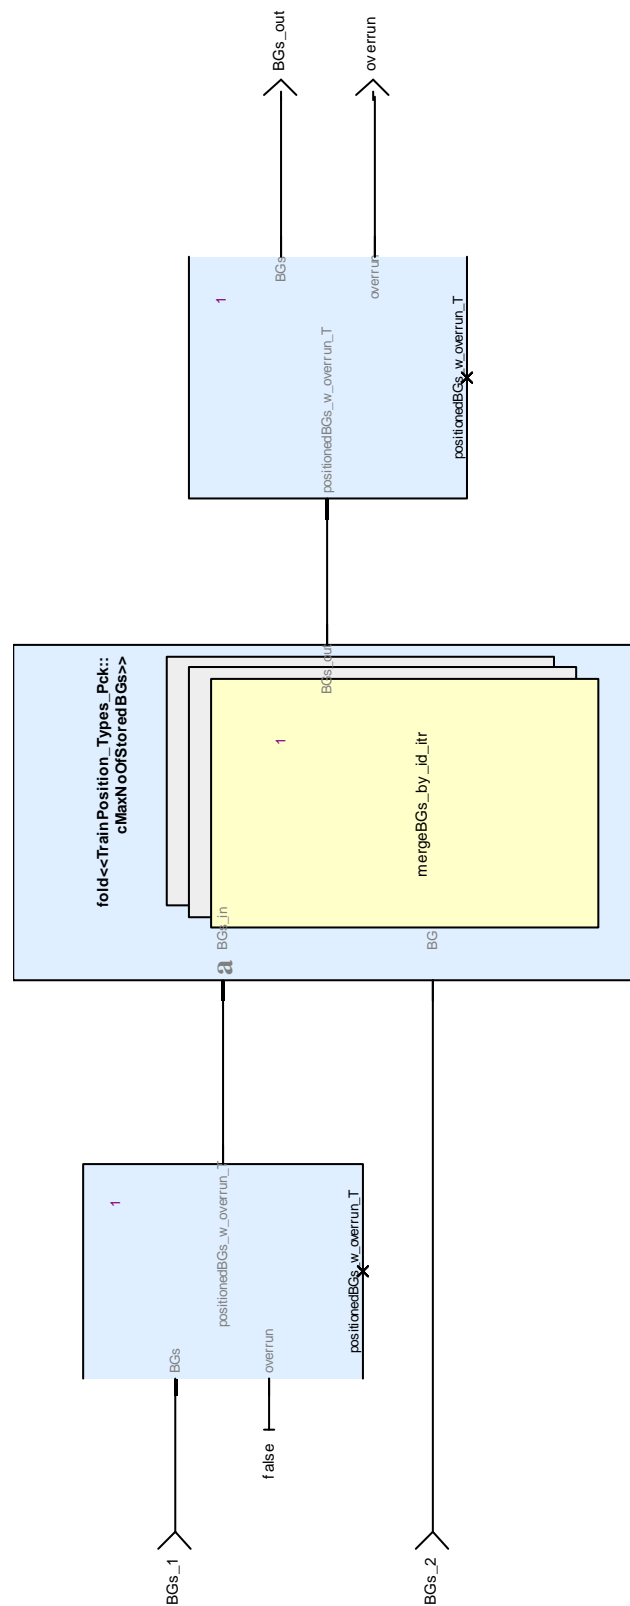 BGs_1
false
BGs
overrun
1
positionedBGs_w_overrun_T
positionedBGs_w_overrun_T
BGs_2
fold<<TrainPosition_Types_Pck::
cMaxNoOfStoredBGs>>
a
BGs_in
BG
1
mergeBGs_by_id_itr
BGs_out
positionedBGs_w_overrun_T
1
positionedBGs_w_overrun_T
BGs
overrun
BGs_out
overrun